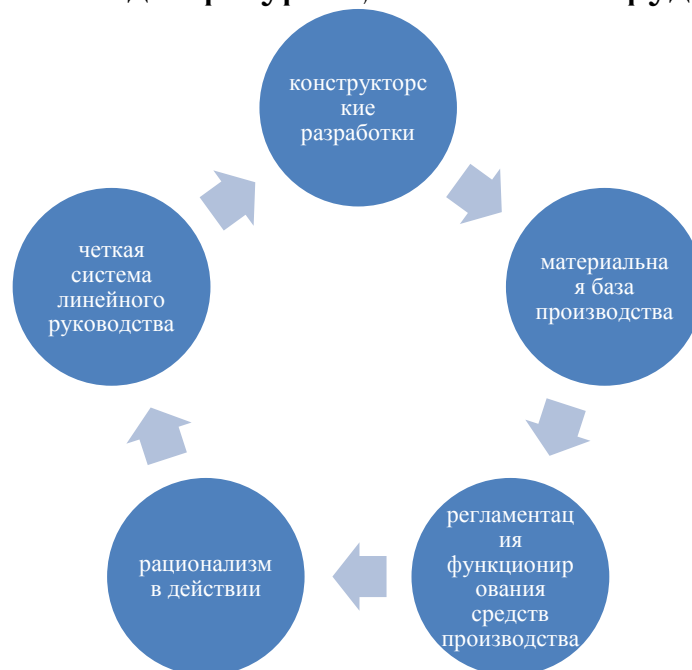 конструкторс
кие
разработки
материальна
я база
производства
регламентац
ия
функционир
ования
средств
производства
рационализм
в действии
четкая
система
линейного
руководства